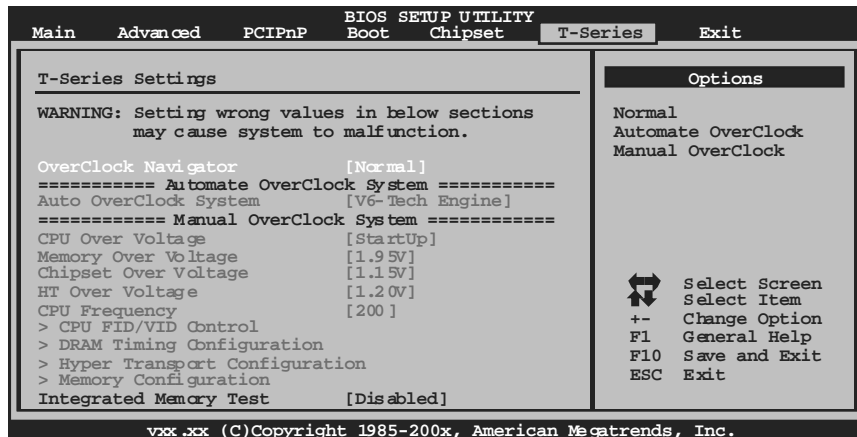 BIOS SETUP UTILITY
Main Advanced PCIPnP Boot Chipset T-Series Exit
T-Series Settings
WARNING: Setting wrong values in below sections
may cause system to malfunction.
OverClock Navigator [Normal]
=========== Automate OverClock System ===========
Auto OverClock System [V6-Tech Engine]
============ Manual OverClock System ============
CPU Over Voltage [StartUp]
Memory Over Voltage [1.95V]
Chipset Over Voltage [1.15V]
HT Over Voltage [1.20V]
CPU Frequency [200 ]
> CPU FID/VID Control
> DRAM Timing Configuration
> Hyper Transport Configuration
> Memory Configuration
Integrated Memory Test [Disabled]
Options
Normal
Automate OverClock
Manual OverClock
Select Screen
Select Item
+- Change Option
F1 General Help
F10 Save and Exit
ESC Exit
vxx.xx (C)Copyright 1985-200x, American Megatrends, Inc.